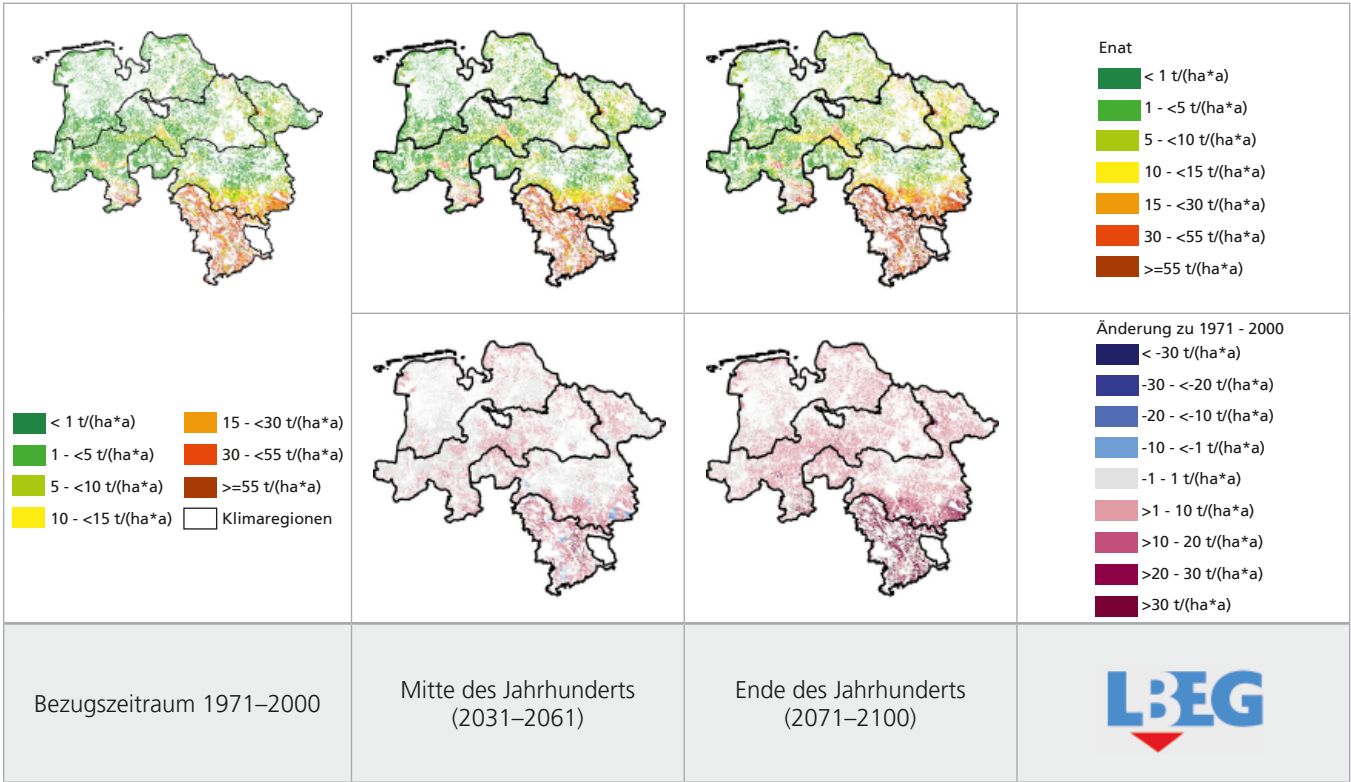 Enat
< 1 t/(ha*a)
1 - <5 t/(ha*a)
5 - <10 t/(ha*a)
10 - <15 t/(ha*a)
15 - <30 t/(ha*a)
30 - <55 t/(ha*a)
>=55 t/(ha*a)
< 1 t/(ha*a)
1 - <5 t/(ha*a)
5 - <10 t/(ha*a)
10 - <15 t/(ha*a)
15 - <30 t/(ha*a)
30 - <55 t/(ha*a)
>=55 t/(ha*a)
Klimaregionen
Änderung zu 1971 - 2000
< -30 t/(ha*a)
-30 - <-20 t/(ha*a)
-20 - <-10 t/(ha*a)
-10 - <-1 t/(ha*a)
-1 - 1 t/(ha*a)
>1 - 10 t/(ha*a)
>10 - 20 t/(ha*a)
>20 - 30 t/(ha*a)
>30 t/(ha*a)
Bezugszeitraum 1971–2000
Mitte des Jahrhunderts
(2031–2061)
Ende des Jahrhunderts
(2071–2100)
LBEG